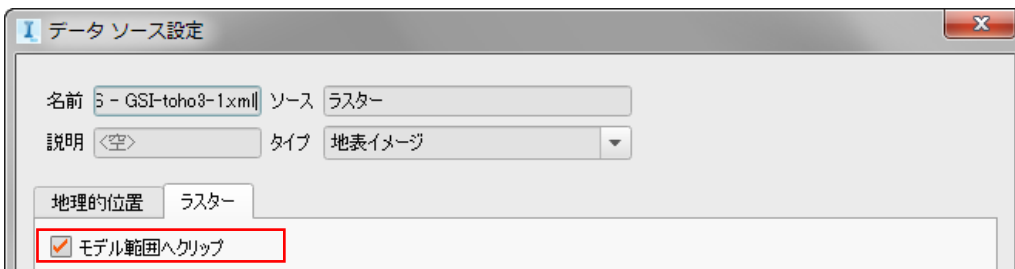 データ ソース設定
名前 6 - GSI-toho3-1xml ソース ラスター
説明 <空> タイプ 地表イメージ
地理的位置 ラスター
モデル範囲へクリップ